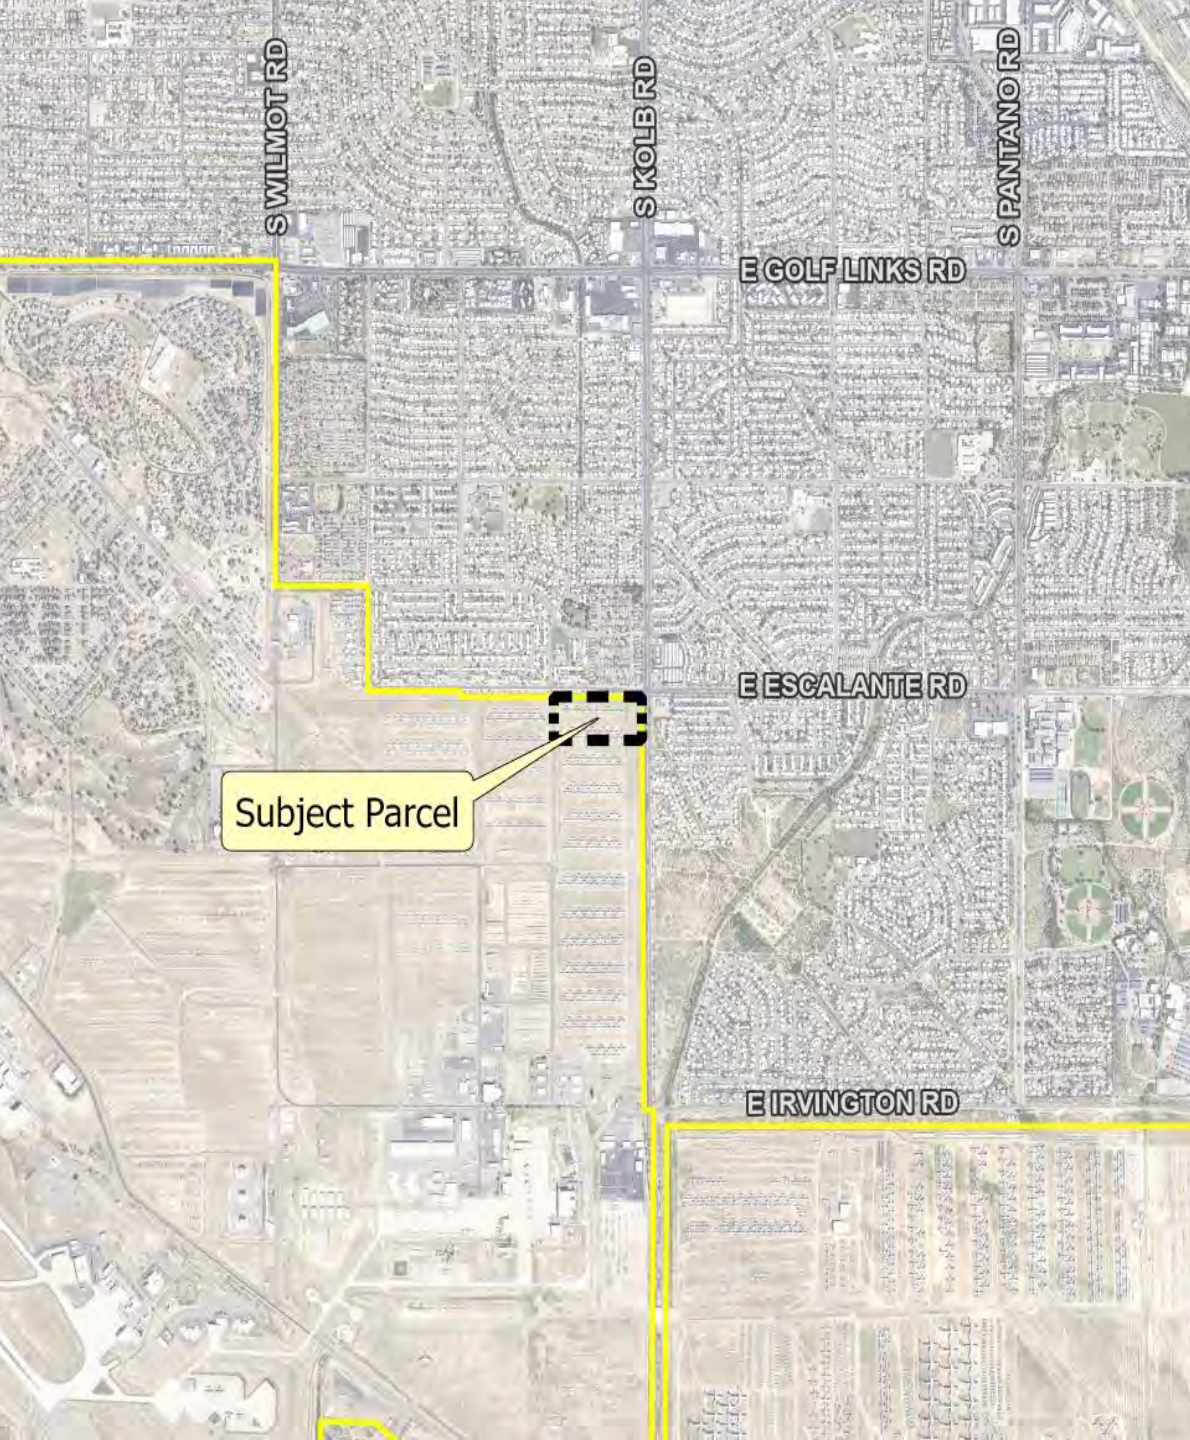 S WILMOT RD
S KOLB RD
S PANTANO RD
E GOLF LINKS RD
E ESCALANTE RD
Subject Parcel
E IRVINGTON RD